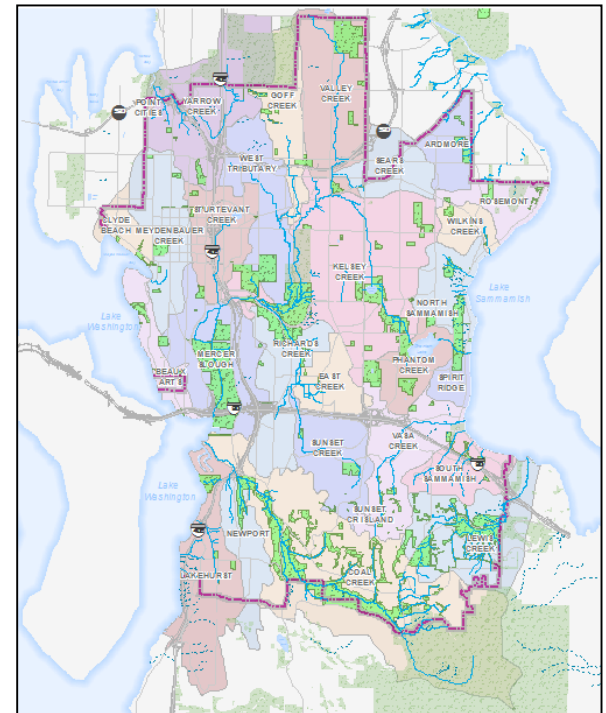 POINT
CITIES
YARROW
CREEK
GOFF
CREEK
VALLEY
CREEK
WEST
TRIBUTARY
BEARS
CREEK
ARDMORE
ROSEMONT
CLYDE
BEACH
MEYDENBAUER
CREEK
STURTEVANT
CREEK
WILKINS
CREEK
KELSEY
CREEK
Lake
Sammamish
NORTH
SAMMAMISH
Lake
Washington
MERCER
SLOUGH
RICHARDS
CREEK
BEAUX
ARTS
EAST
CREEK
PHANTOM
CREEK
SPIRIT
RIDGE
SUNSET
CREEK
VASA
CREEK
SOUTH
SAMMAMISH
Lake
Washington
NEWPORT
SUNSET
CR ISLAND
LEWIS
CREEK
LAKEHURST
COAL
CREEK